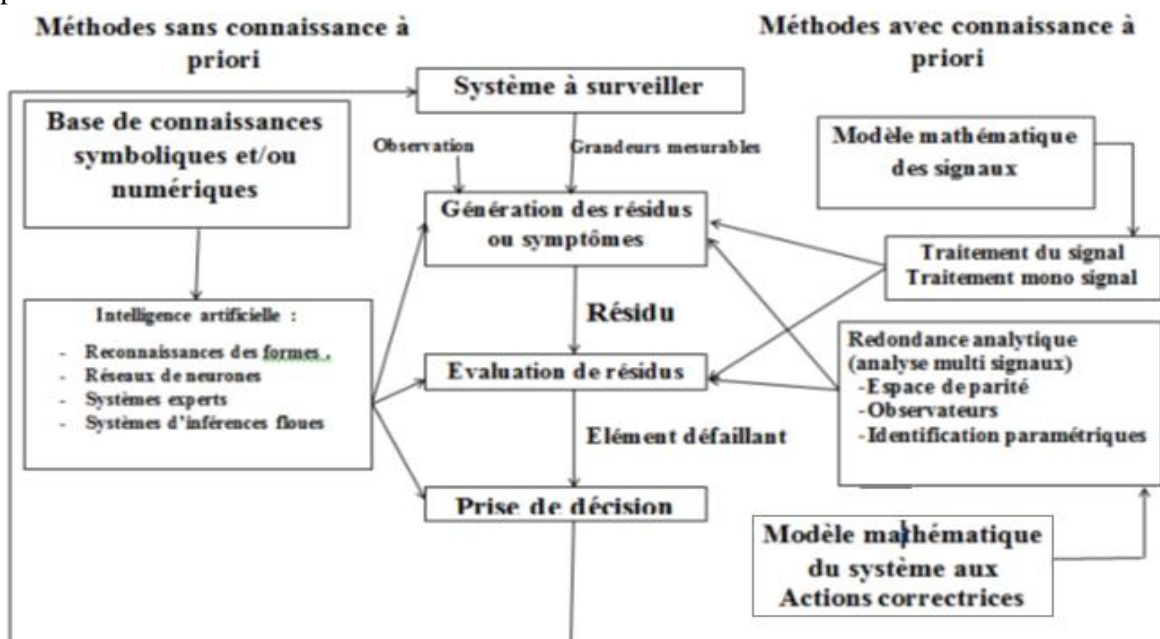 Méthodes sans connaissance à
priori
Méthodes avec connaissance à
priori
Système à surveiller
Base de connaissances
symboliques et/ou
numériques
Observation
Grandeurs mesurables
Modèle mathématique
des signaux
Génération des résidus
ou symptômes
Traitement du signal
Traitement mono signal
Intelligence artificielle :
- Reconnaissances des formes .
- Réseaux de neurones
- Systèmes experts
- Systèmes d'inférences floues
Résidu
Evaluation de résidus
Redondance analytique
(analyse multi signaux)
-Espace de parité
-Observateurs
-Identification paramétriques
Elément défaillant
Prise de décision
Modèle mathématique
du système aux
Actions correctrices